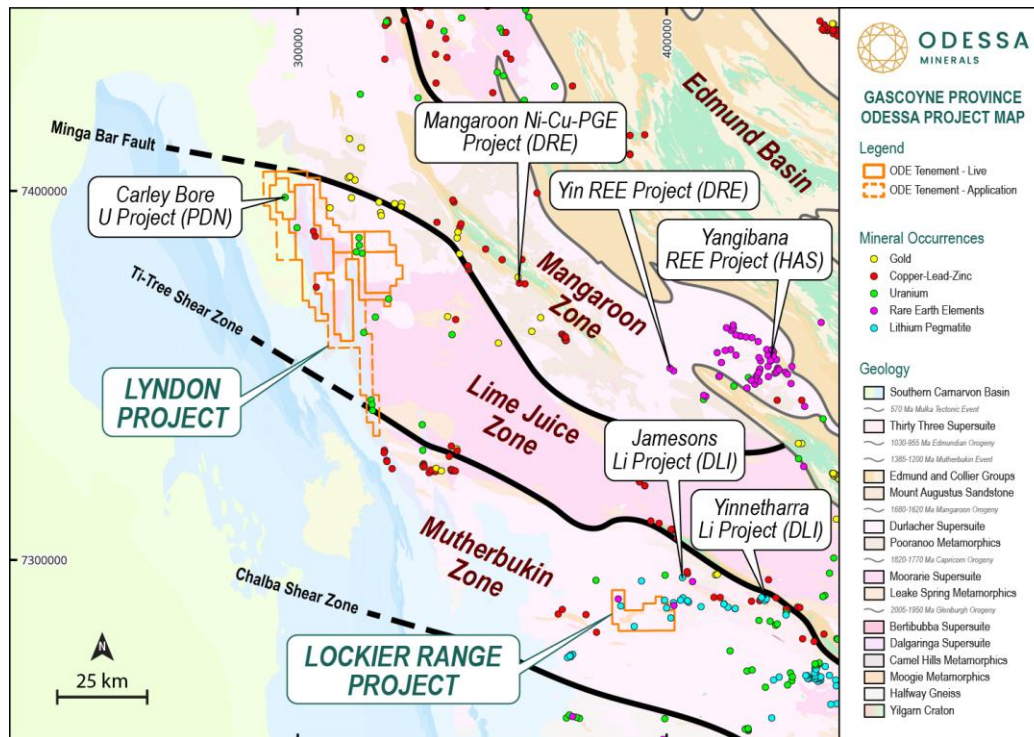 300000
400000
7400000
7300000
Minga Bar Fault
Ti-Tree Shear Zone
Chalba Shear Zone
Carley Bore
U Project (PDN)
Mangaroon Ni-Cu-PGE
Project (DRE)
Yin REE Project (DRE)
Yangibana
REE Project (HAS)
Edmund Basin
Mangaroon
Zone
Lime Juice
Zone
Mutherbukin
Zone
LYNDON
PROJECT
Jamesons
Li Project (DLI)
Yinnetharra
Li Project (DLI)
LOCKIER RANGE
PROJECT
N
25 km
ODESSA
MINERALS
GASCOYNE PROVINCE
ODESSA PROJECT MAP
Legend
ODE Tenement - Live
ODE Tenement - Application
Mineral Occurrences
Gold
Copper-Lead-Zinc
Uranium
Rare Earth Elements
Lithium Pegmatite
Geology
Southern Carnarvon Basin
570 Ma Mulka Tectonic Event
Thirty Three Supersuite
1030-955 Ma Edmundian Orogeny
1385-1200 Ma Mutherbukin Event
Edmund and Collier Groups
Mount Augustus Sandstone
1680-1620 Ma Mangaroon Orogeny
Durlacher Supersuite
Pooranoo Metamorphics
1820-1770 Ma Capricorn Orogeny
Moorarie Supersuite
Leake Spring Metamorphics
2005-1950 Ma Glenburgh Orogeny
Bertibubba Supersuite
Dalgaringa Supersuite
Camel Hills Metamorphics
Moogie Metamorphics
Halfway Gneiss
Yilgarn Craton